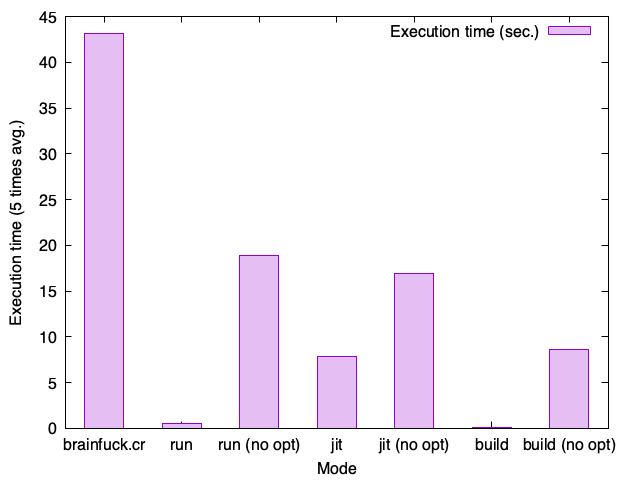 Execution time (sec.)
45
40
35
30
25
20
15
10
5
0
Execution time (5 times avg.)
brainfuck.cr run run (no opt) jit jit (no opt) build build (no opt)
Mode